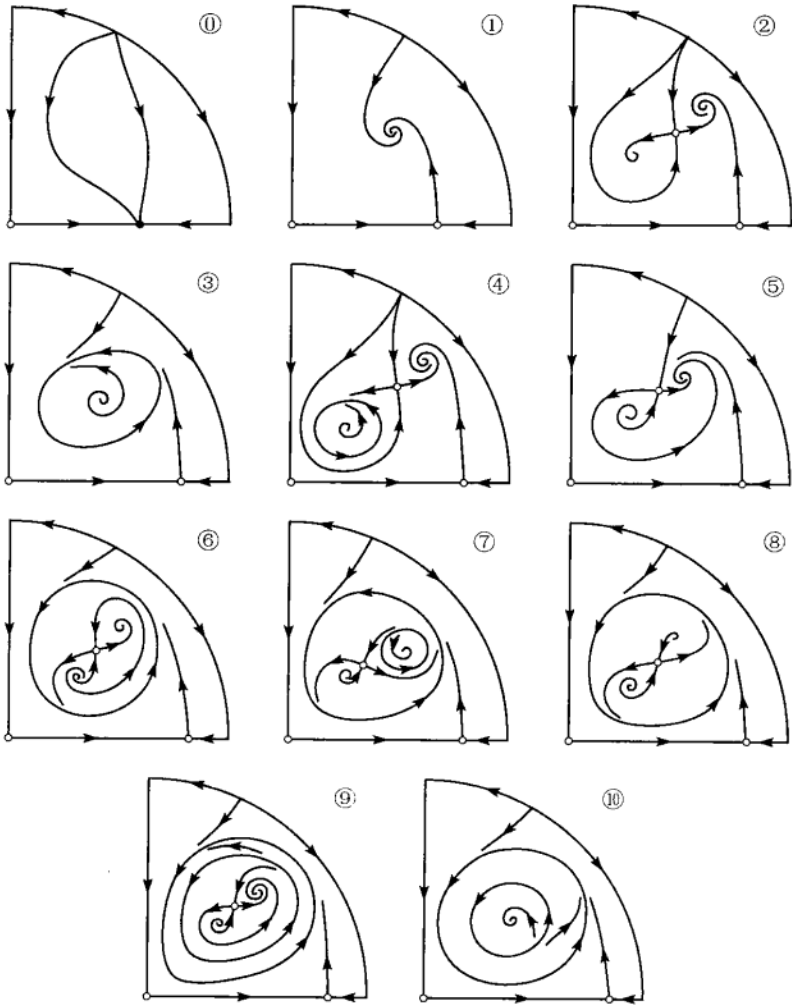 ⓪ ① ②
③ ④ ⑤
⑥ ⑦ ⑧
⑨ ⑩